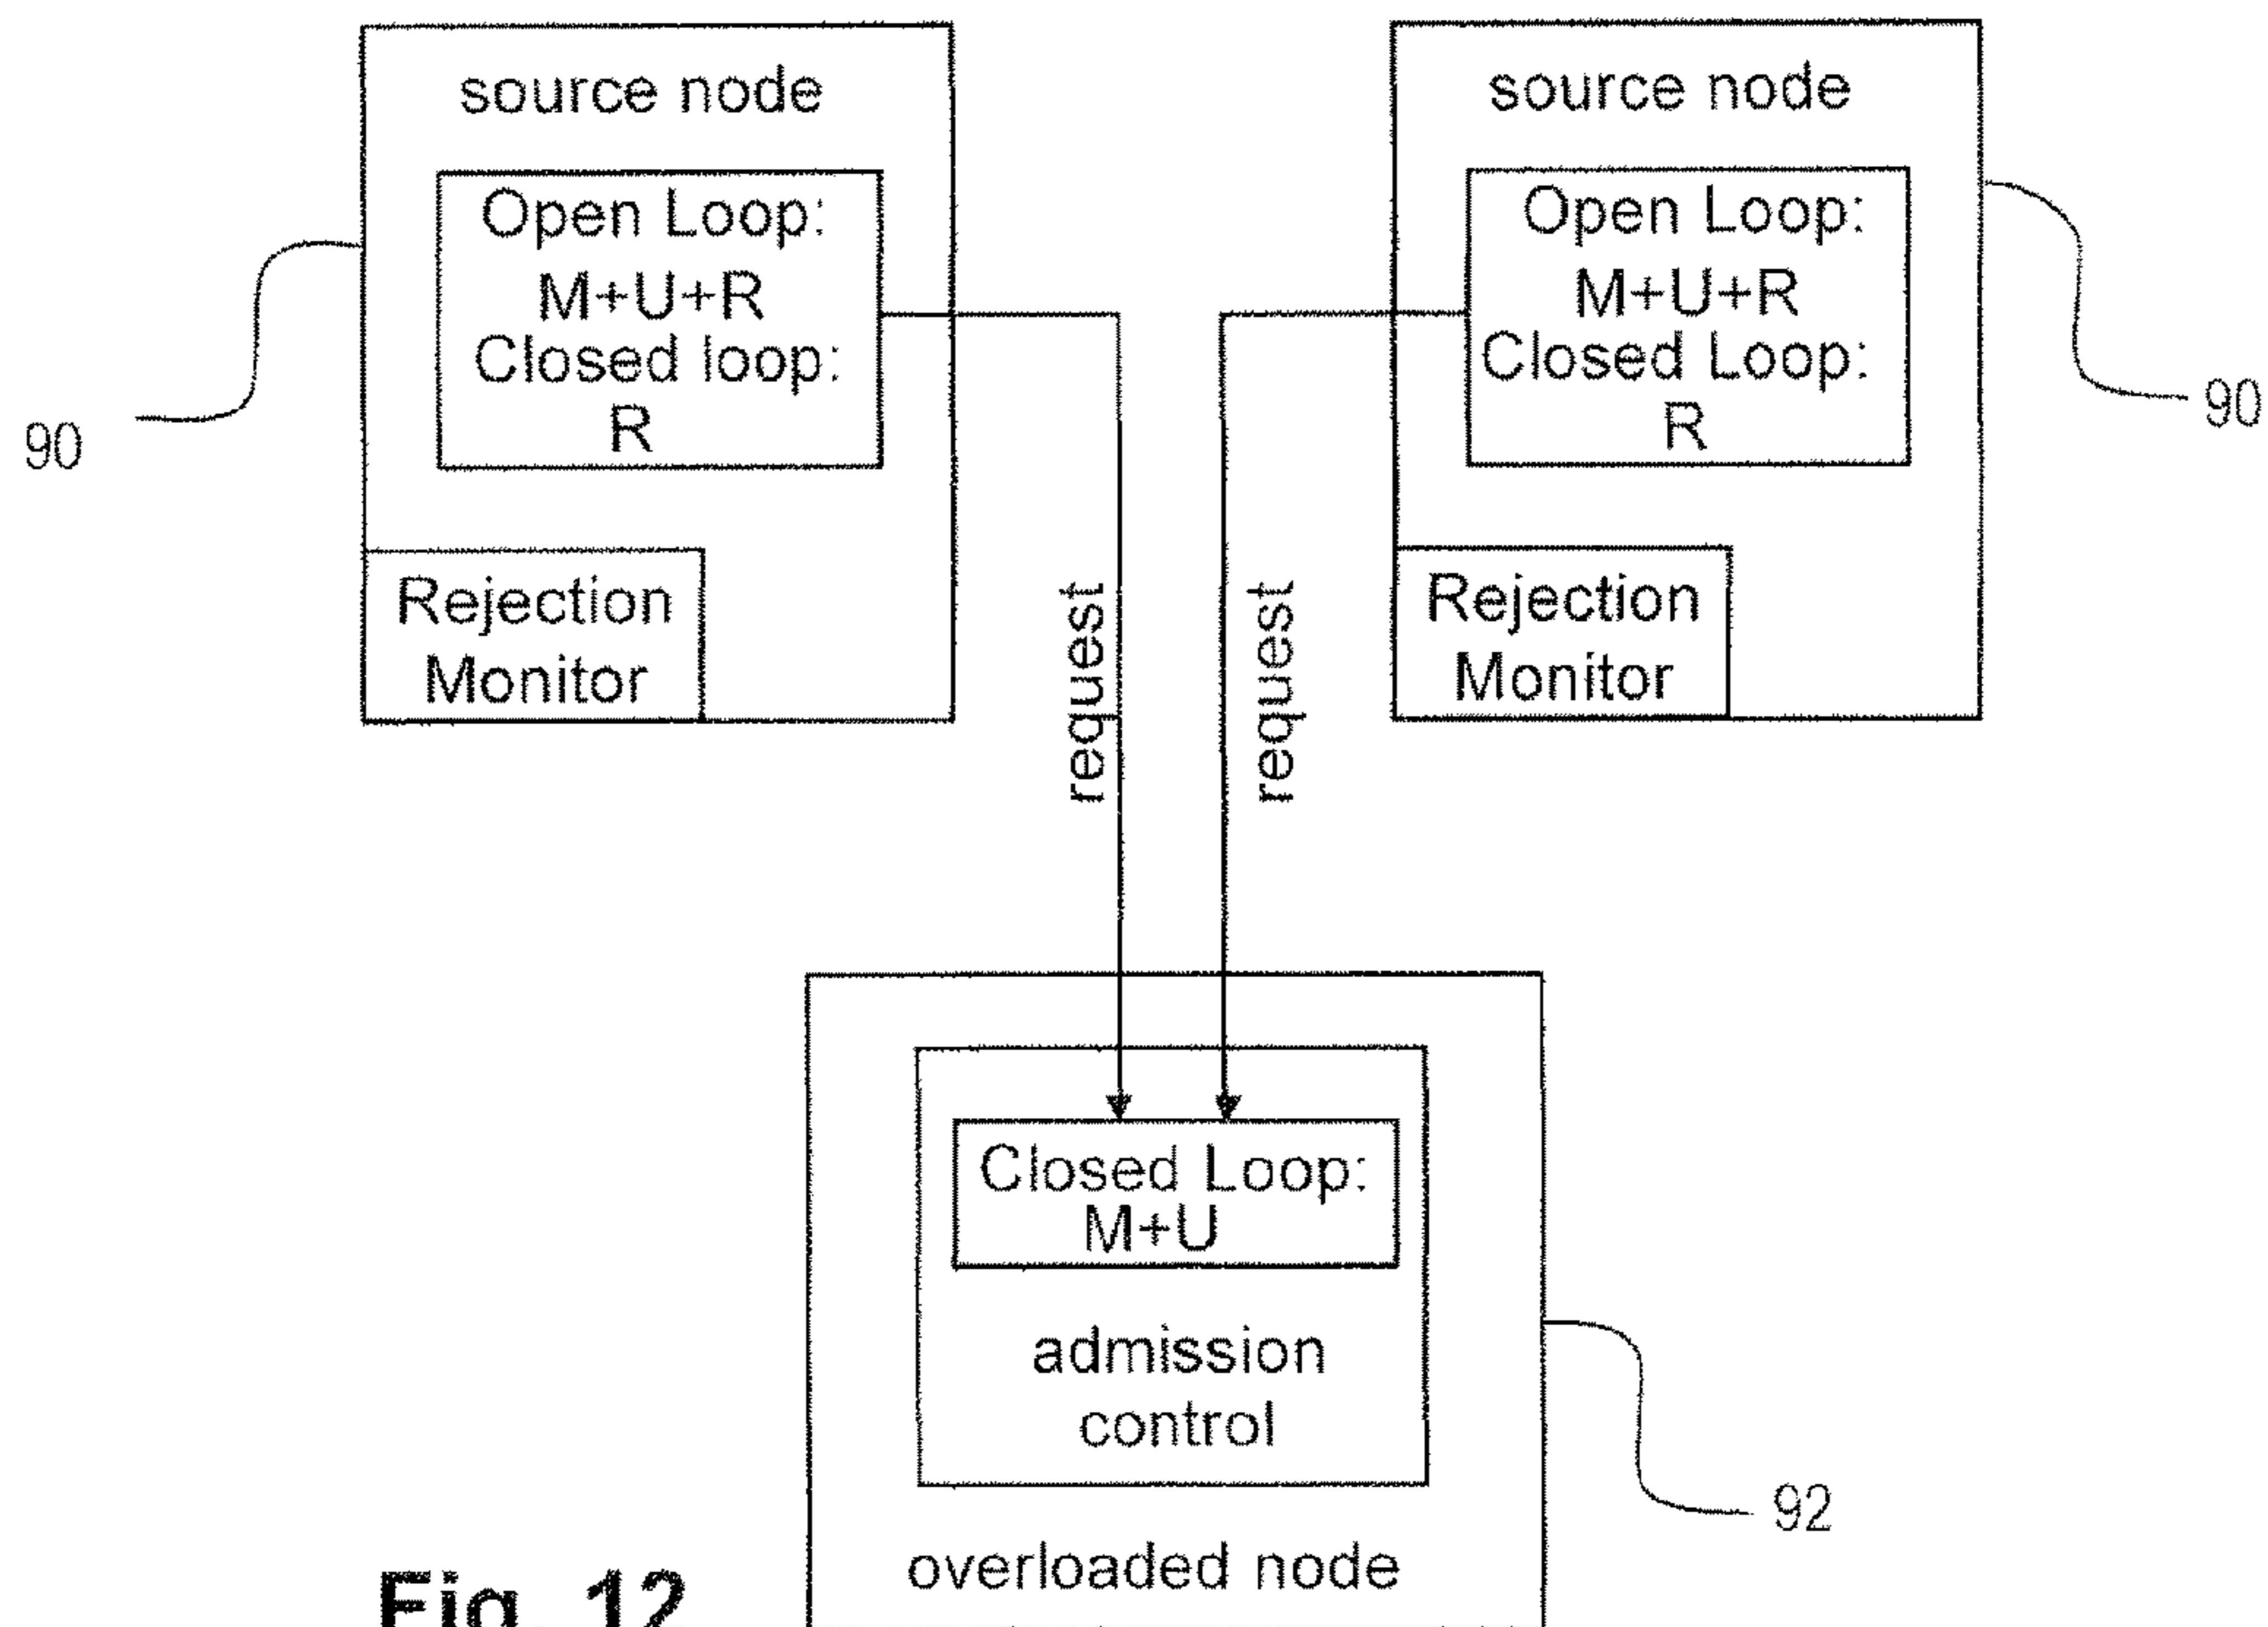 source node
Open Loop:
M+U+R
Closed loop:
R
Rejection
Monitor
90
source node
Open Loop:
M+U+R
Closed Loop:
R
Rejection
Monitor
90
request
request
Closed Loop:
M+U
admission
control
overloaded node
92
Fig. 12